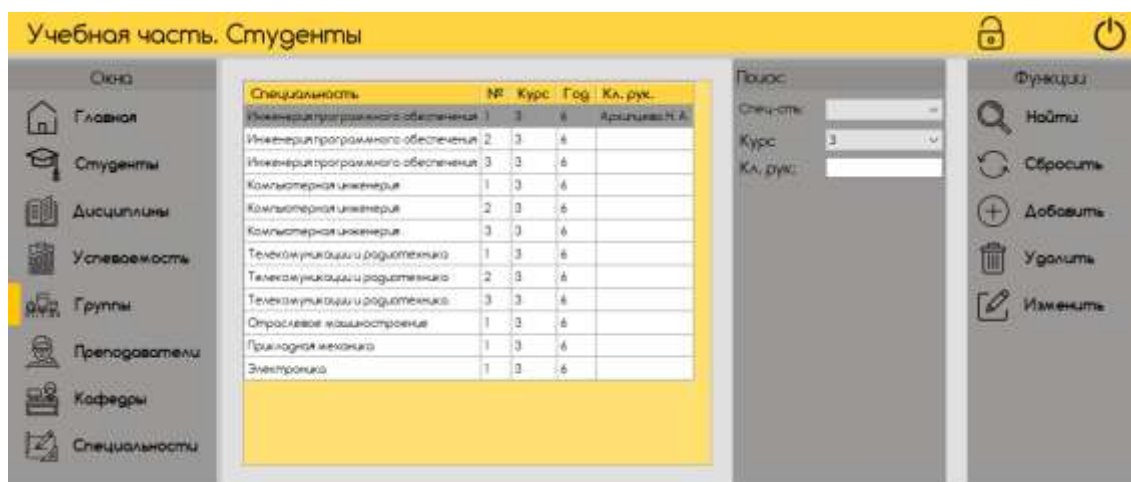 Учебная часть. Студенты
Окна
Главная
Студенты
Дисциплины
Успеваемость
Группы
Преподаватели
Кафедры
Специальности
Специальность № Курс Год Кл. рук.
Инженерия программного обеспечения 1 3 6 Архипцева Н. А.
Инженерия программного обеспечения 2 3 6
Инженерия программного обеспечения 3 3 6
Компьютерная инженерия 1 3 6
Компьютерная инженерия 2 3 6
Компьютерная инженерия 3 3 6
Телекомуникации и радиотехника 1 3 6
Телекомуникации и радиотехника 2 3 6
Телекомуникации и радиотехника 3 3 6
Отраслевое машиностроение 1 3 6
Прикладная механика 1 3 6
Электроника 1 3 6
Поиск:
Спец-сть:
Курс: 3
Кл. рук:
Функции
Найти
Сбросить
Добавить
Удалить
Изменить